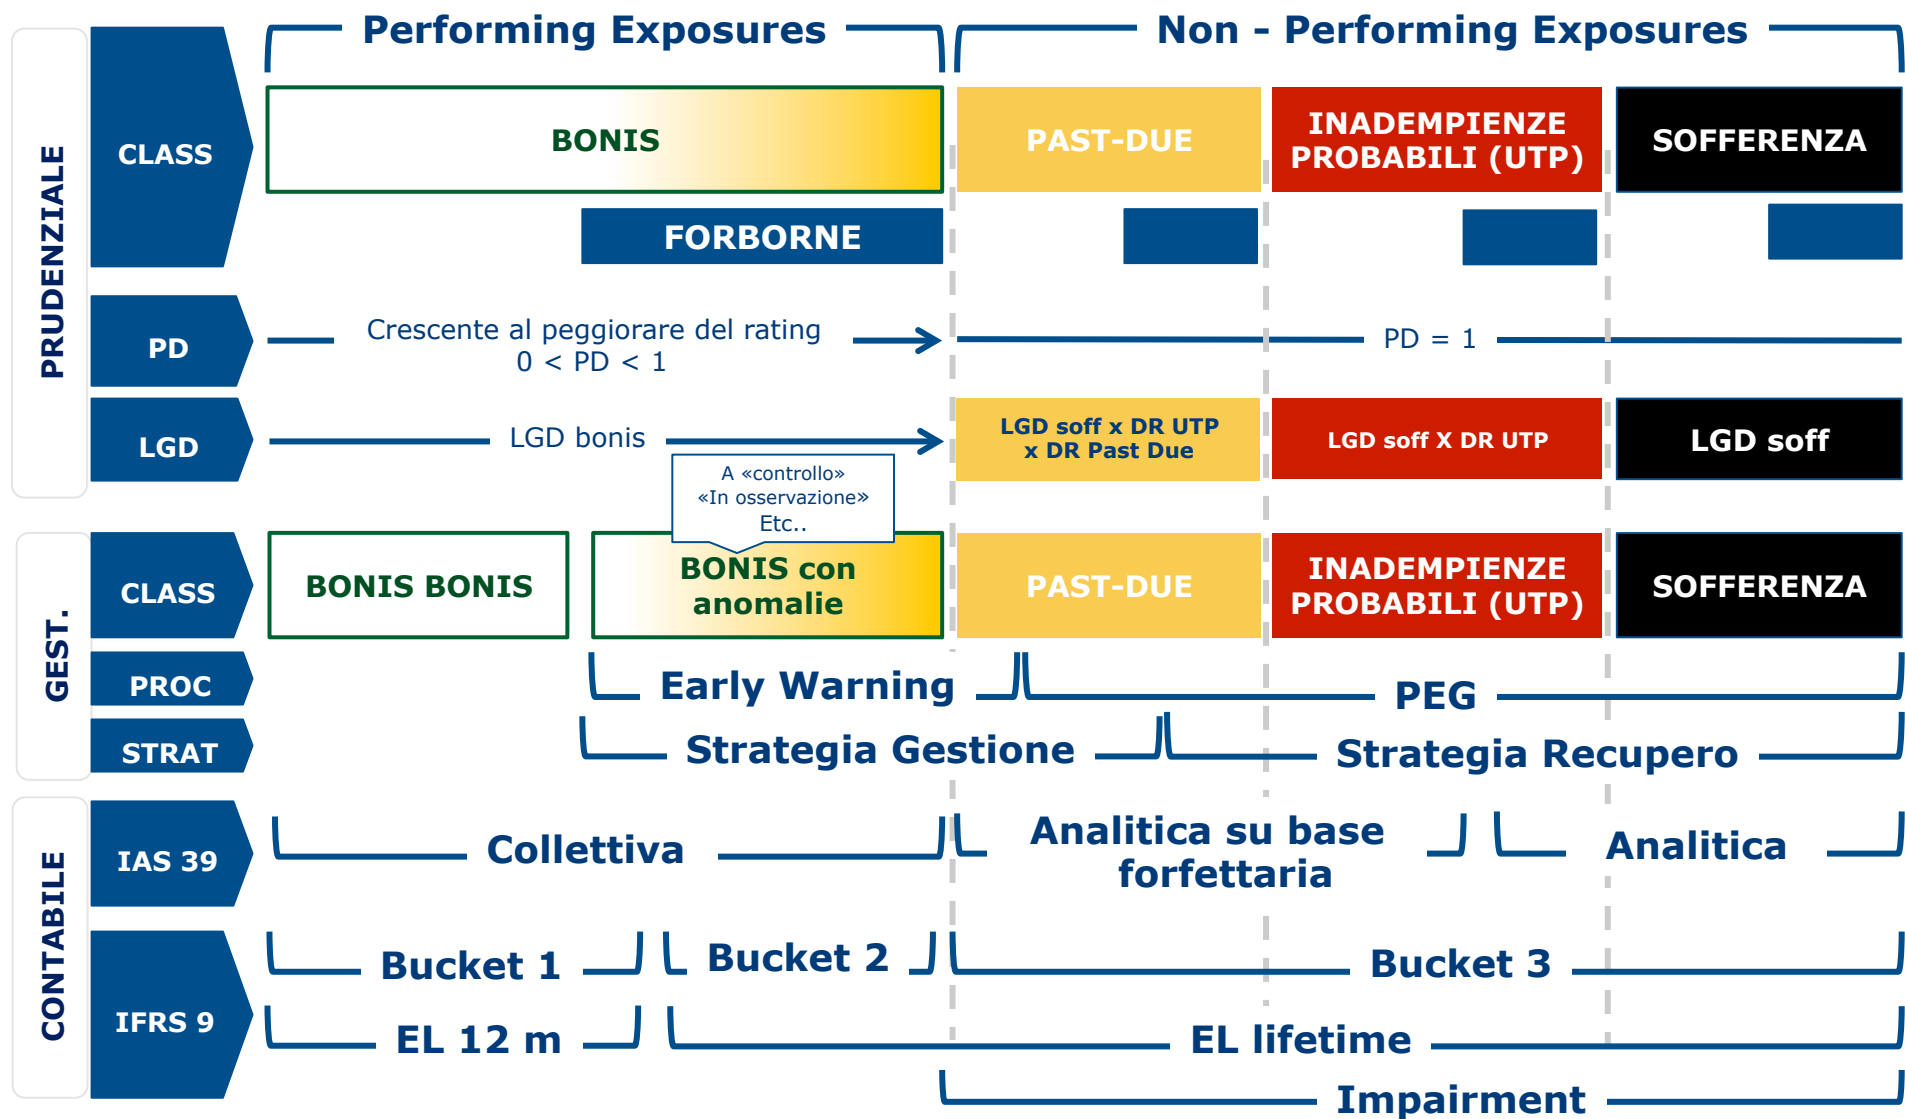 Performing Exposures
Non - Performing Exposures
PRUDENZIALE
CLASS
BONIS
PAST-DUE
INADEMPIENZE
PROBABILI (UTP)
SOFFERENZA
FORBORNE
PD
Crescente al peggiorare del rating
0 < PD < 1
PD = 1
LGD
LGD bonis
LGD soff x DR UTP
x DR Past Due
LGD soff X DR UTP
LGD soff
A «controllo»
«In osservazione»
Etc..
GEST.
CLASS
BONIS BONIS
BONIS con
anomalie
PAST-DUE
INADEMPIENZE
PROBABILI (UTP)
SOFFERENZA
PROC
Early Warning
PEG
STRAT
Strategia Gestione
Strategia Recupero
CONTABILE
IAS 39
Collettiva
Analitica su base
forfettaria
Analitica
IFRS 9
Bucket 1
Bucket 2
Bucket 3
EL 12 m
EL lifetime
Impairment